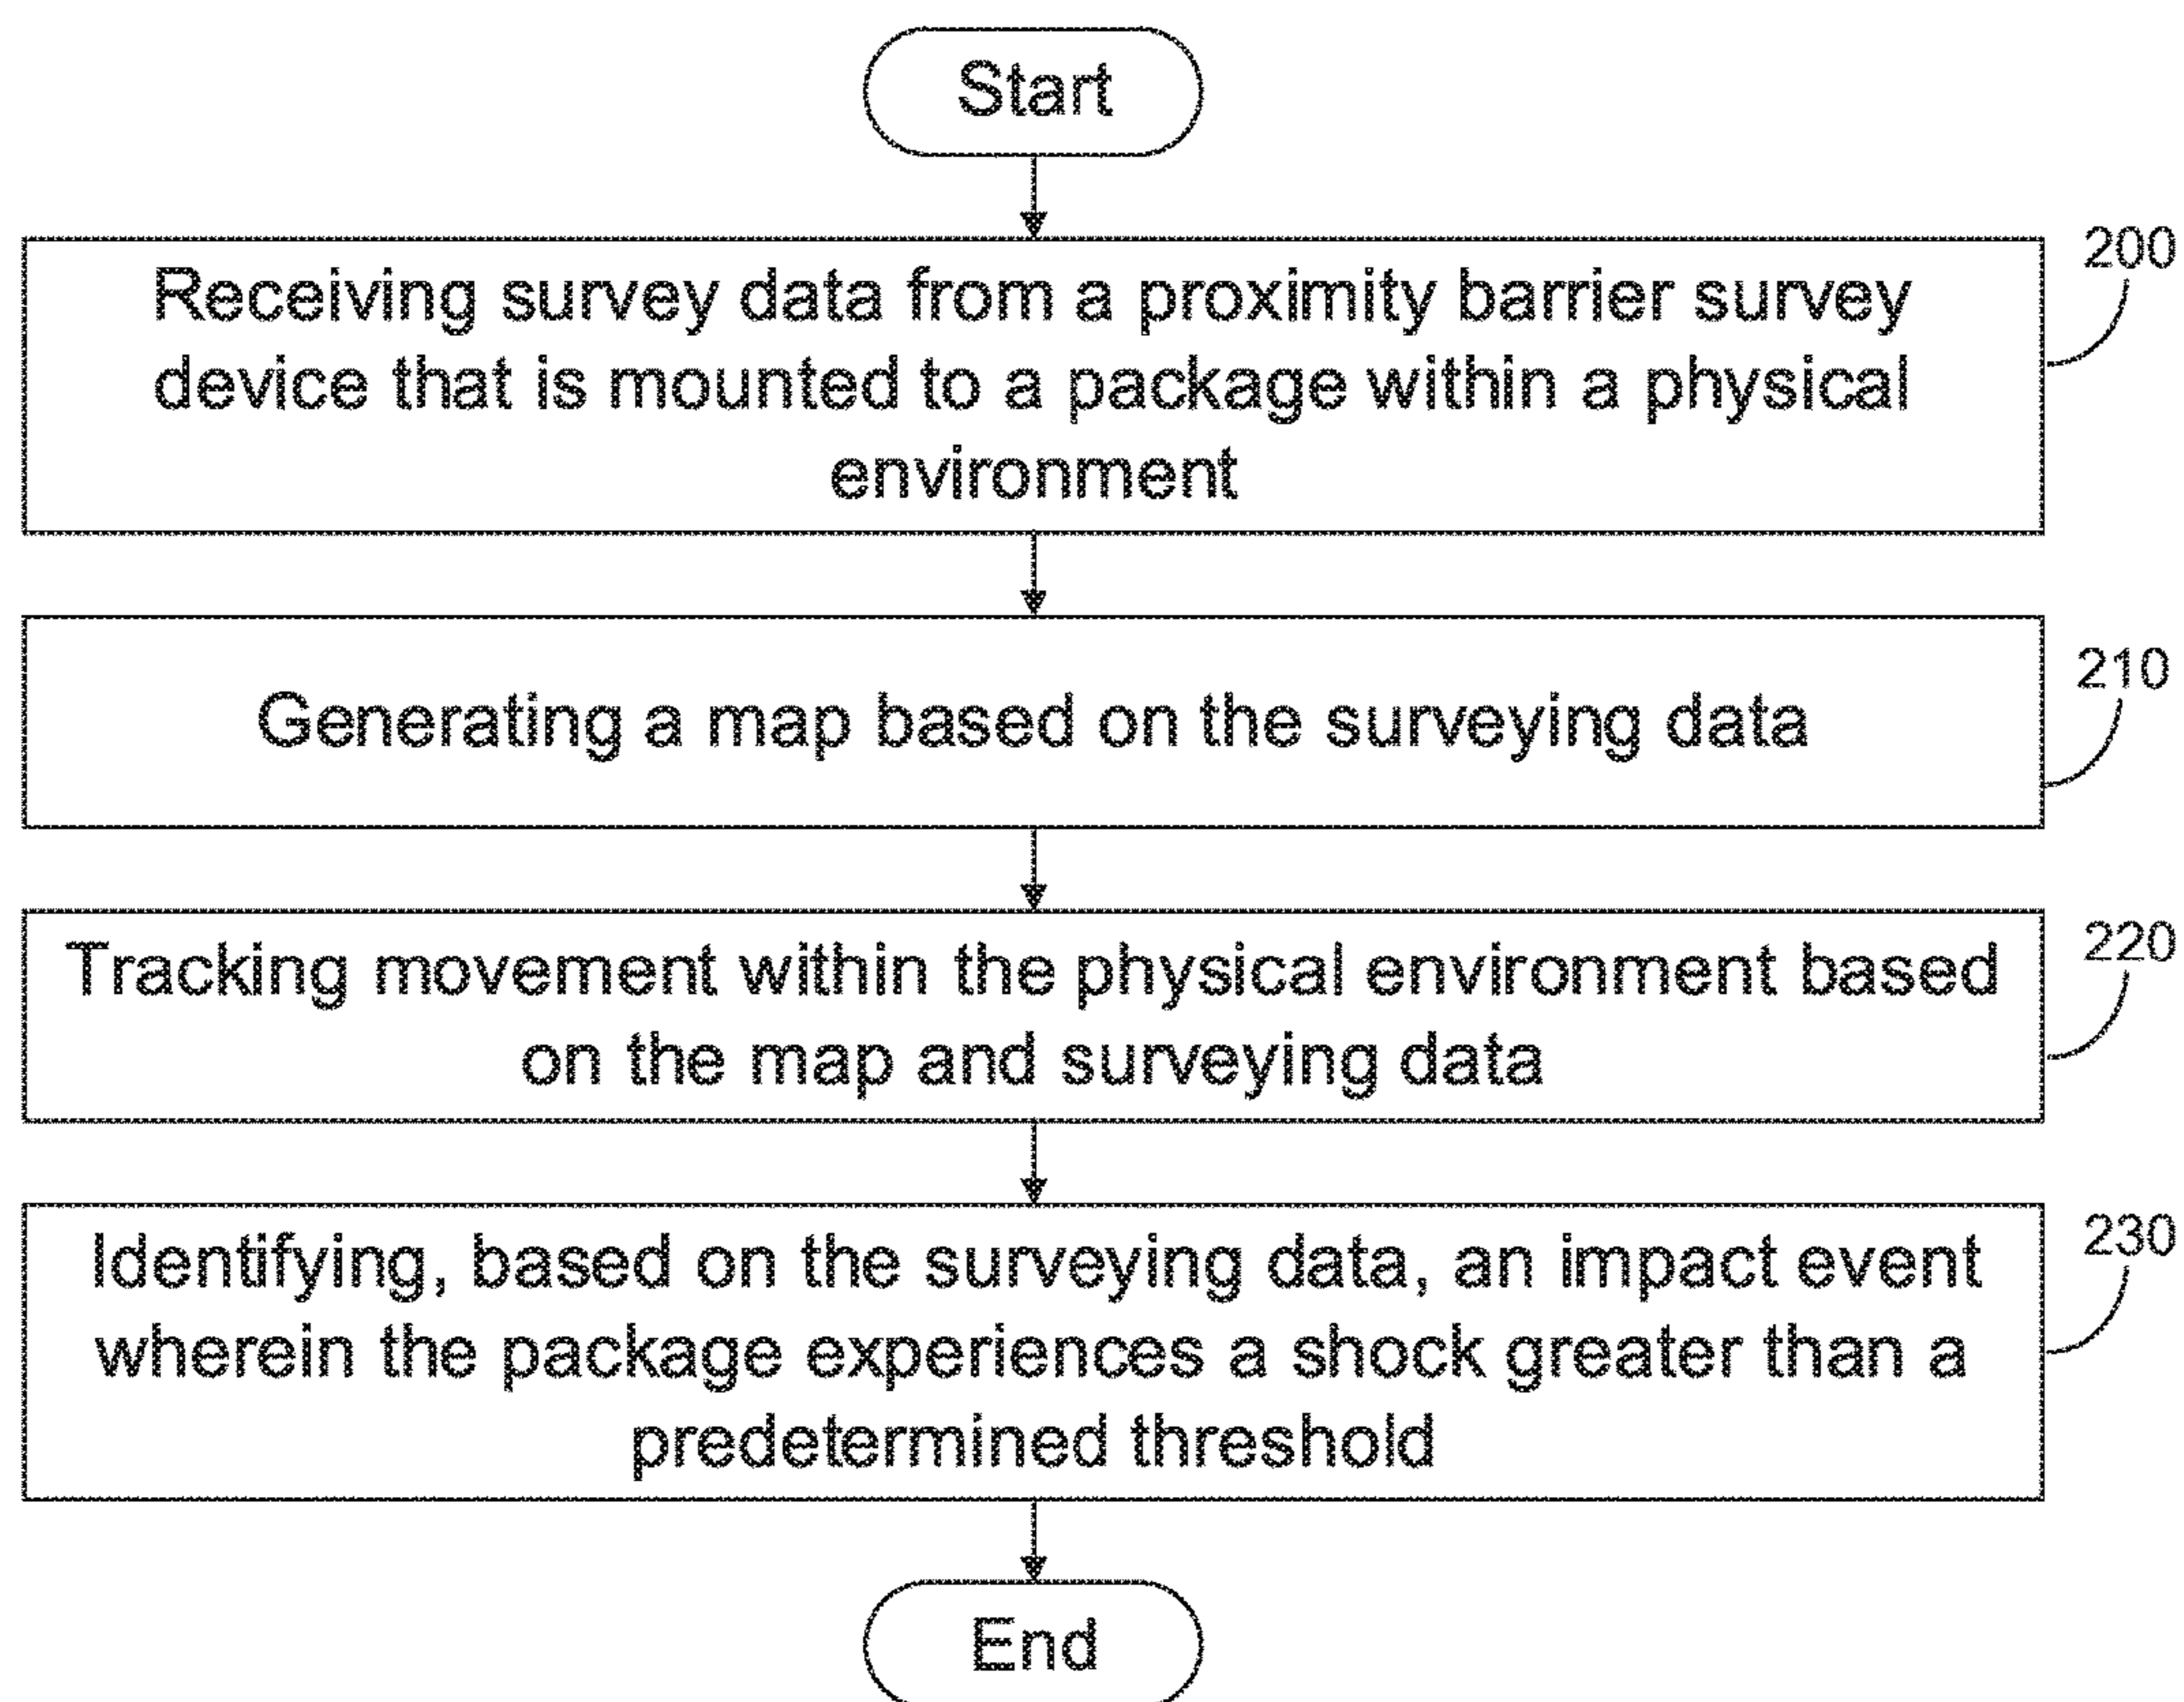 Start
Receiving survey data from a proximity barrier survey
device that is mounted to a package within a physical
environment
200
Generating a map based on the surveying data
210
Tracking movement within the physical environment based
on the map and surveying data
220
Identifying, based on the surveying data, an impact event
wherein the package experiences a shock greater than a
predetermined threshold
230
End